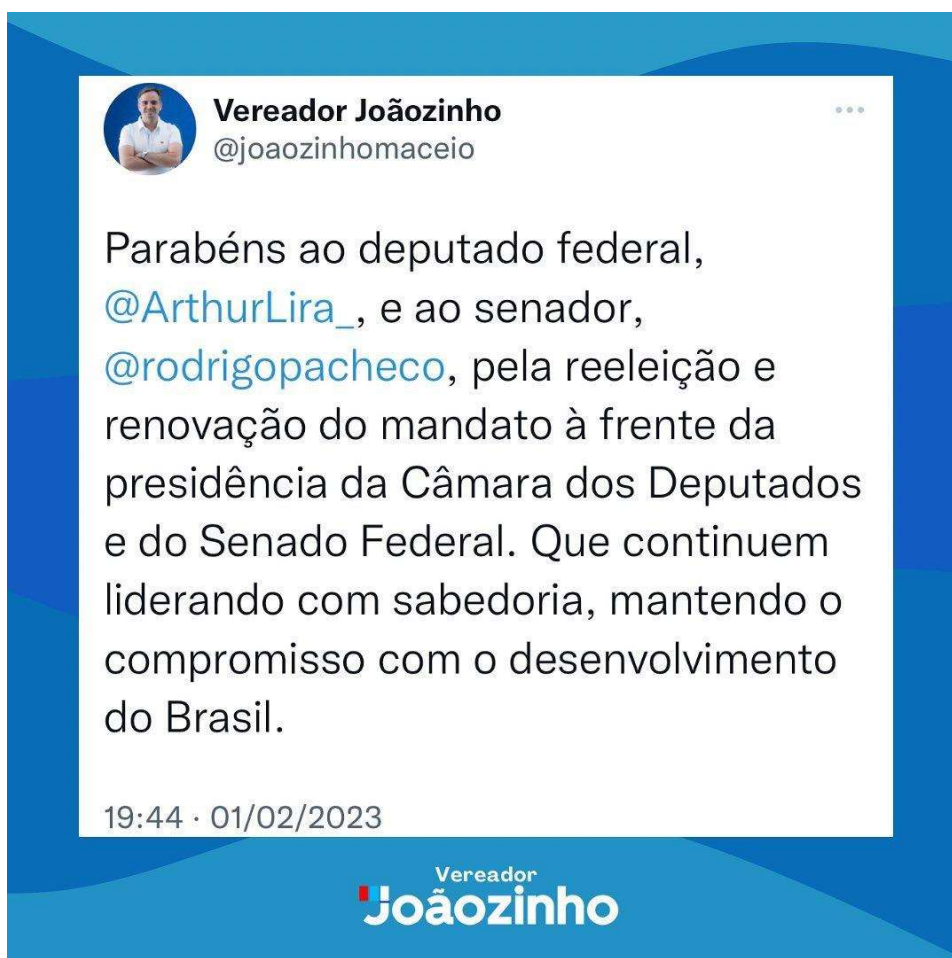 Vereador Joãozinho
@joaozinhomaceio
Parabéns ao deputado federal,
@ArthurLira_, e ao senador,
@rodrigopacheco, pela reeleição e
renovação do mandato à frente da
presidência da Câmara dos Deputados
e do Senado Federal. Que continuem
liderando com sabedoria, mantendo o
compromisso com o desenvolvimento
do Brasil.
19:44 · 01/02/2023
Vereador
Joãozinho